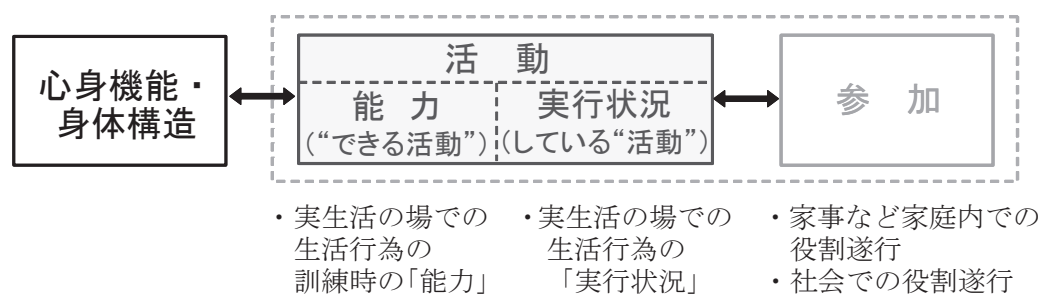 心身機能・
身体構造
活　動
能　力
(“できる活動”)
実行状況
(している“活動”)
参　加
・実生活の場での
生活行為の
訓練時の「能力」
・実生活の場での
生活行為の
「実行状況」
・家事など家庭内での
役割遂行
・社会での役割遂行